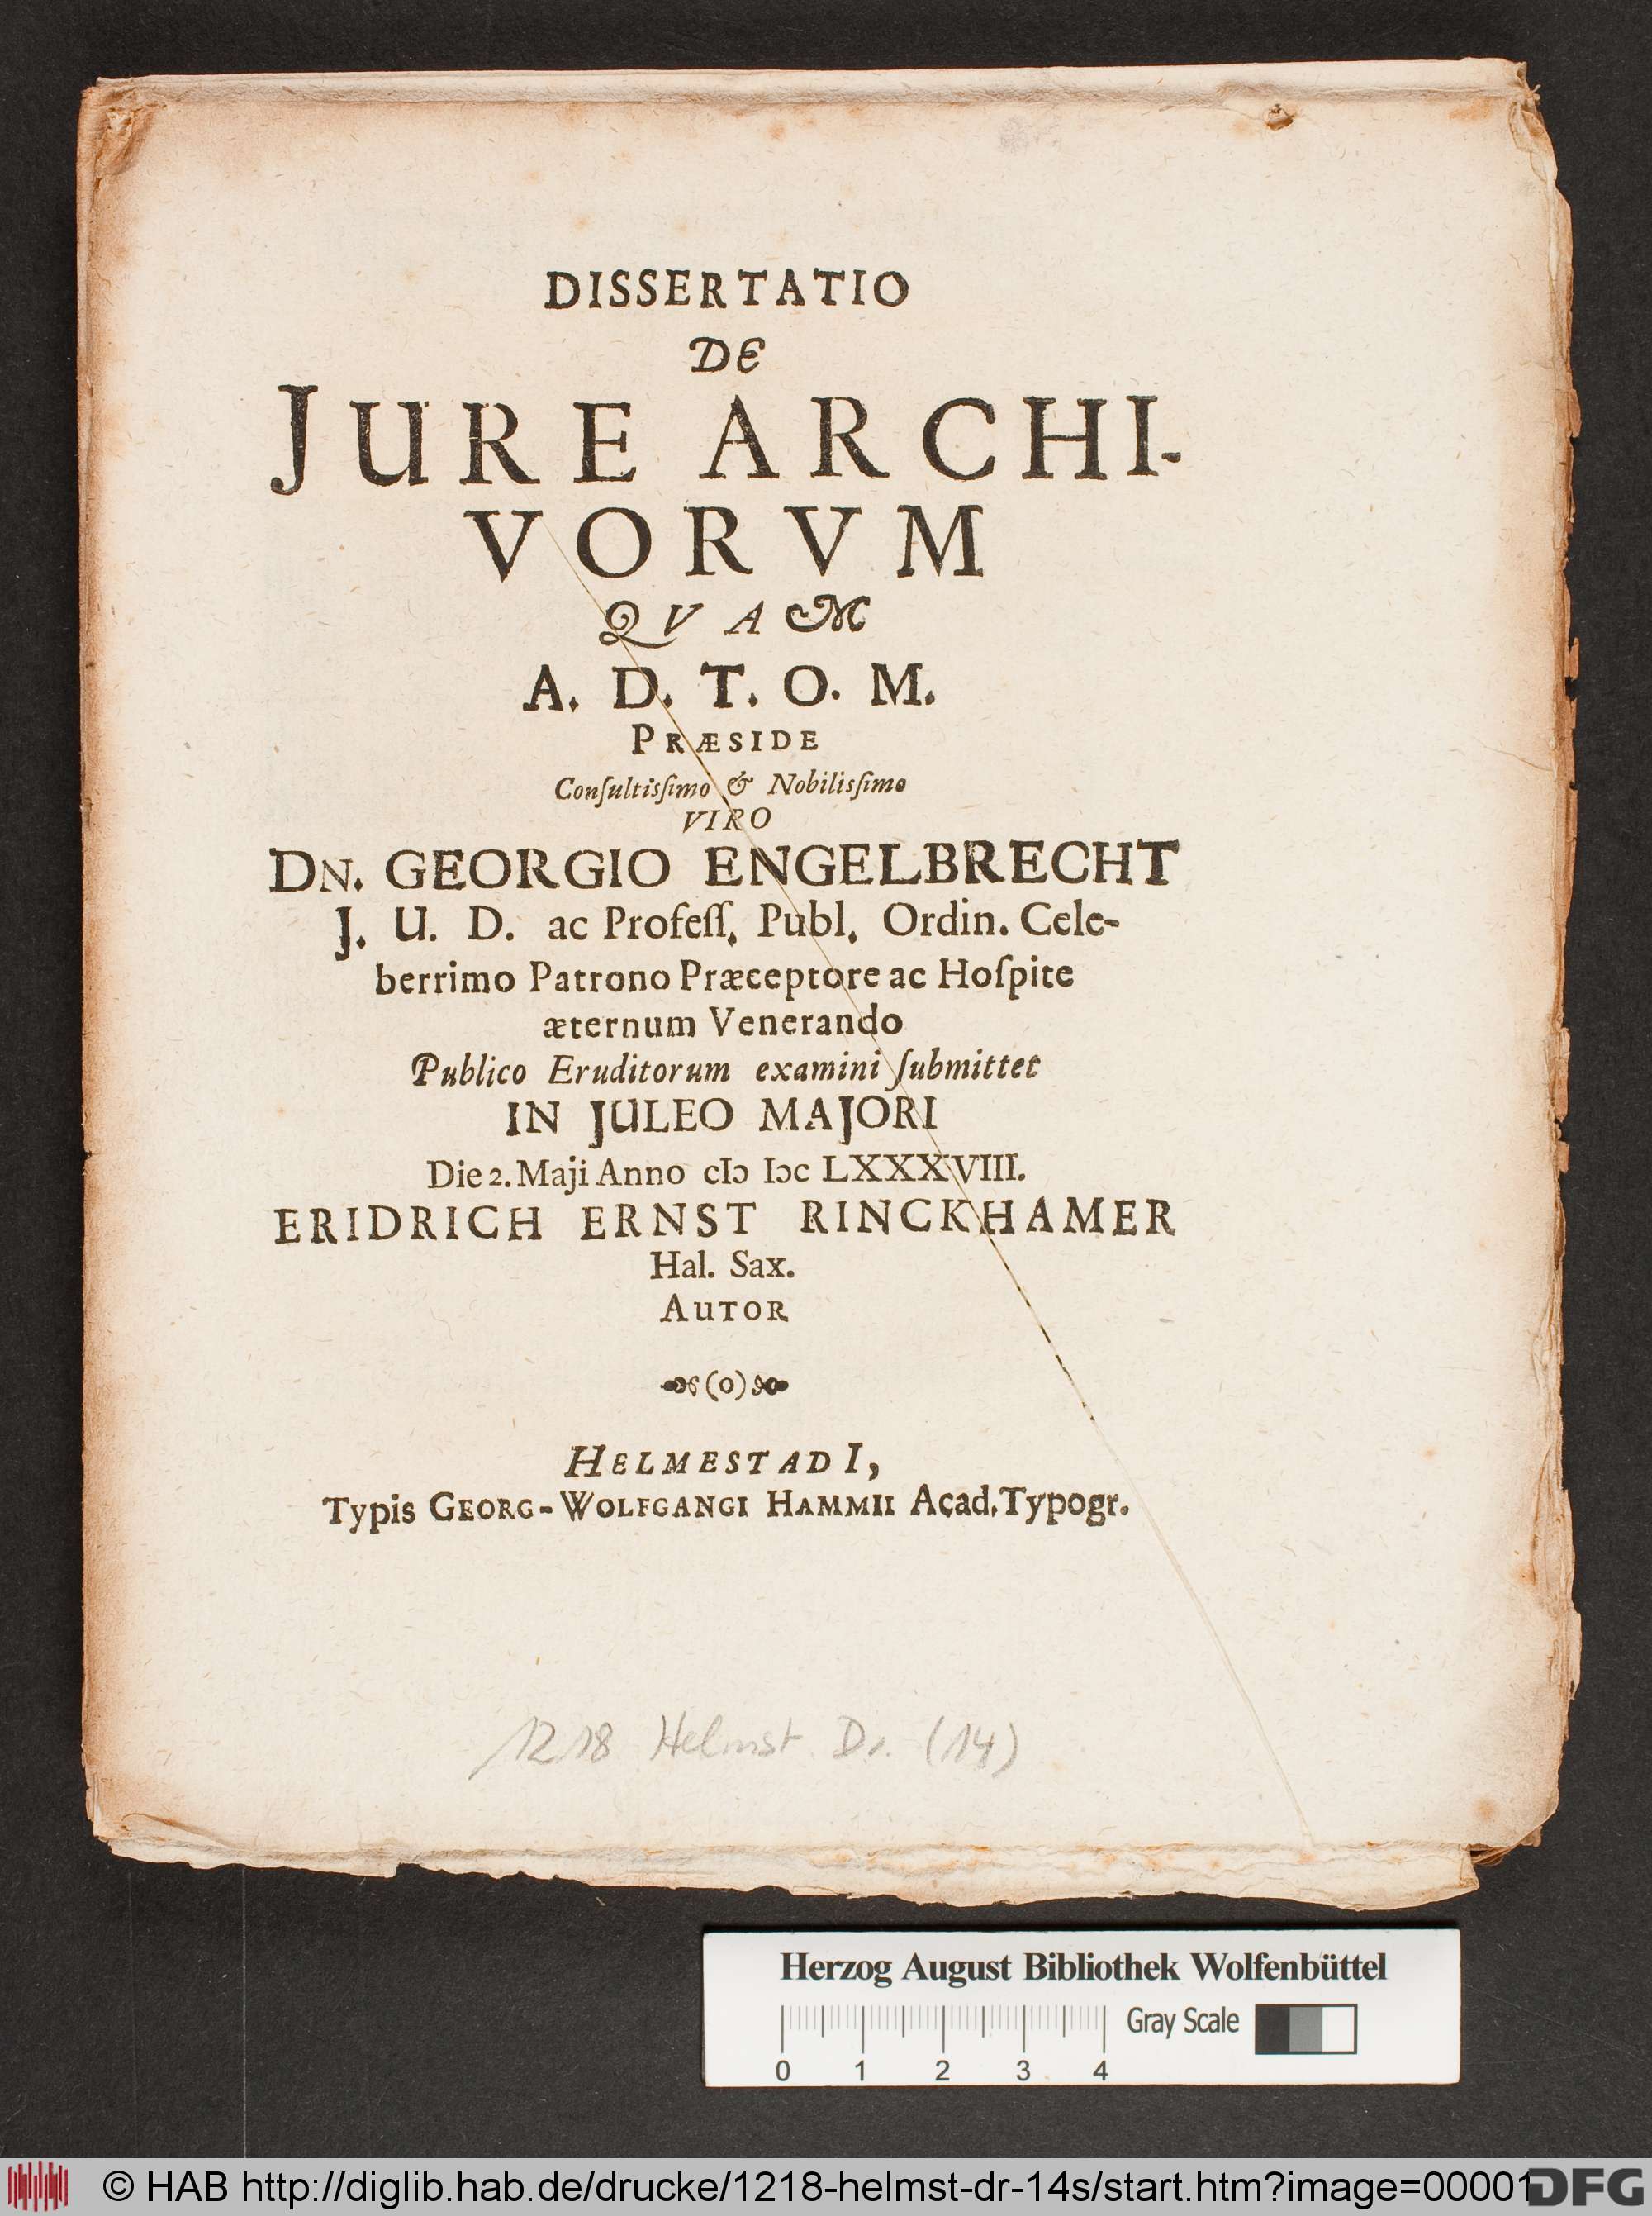 DISSERTATIO
DE
JURE ARCHI-
VORVM
QVAM
A. D. T. O. M.
PRÆSIDE
Conſultisſimo & Nobilisſimo
VIRO
DN. GEORGIO ENGELBRECHT
J. U. D. ac Profeſſ. Publ. Ordin. Cele-
berrimo Patrono Præceptore ac Hoſpite
æternum Venerando
Publico Eruditorum examini ſubmittet
IN JULEO MAJORI
Die 2. Maji Anno cIɔ Iɔc LXXXVIII.
ERIDRICH ERNST RINCKHAMER
Hal. Sax.
AUTOR
(o)
HELMESTADI,
Typis GEORG-WOLFGANGI HAMMII Açad. Typogr.
1218 Helmst. Dr. (14)
Herzog August Bibliothek Wolfenbüttel
Gray Scale
0 1 2 3 4
© HAB http://diglib.hab.de/drucke/1218-helmst-dr-14s/start.htm?image=00001
DFG